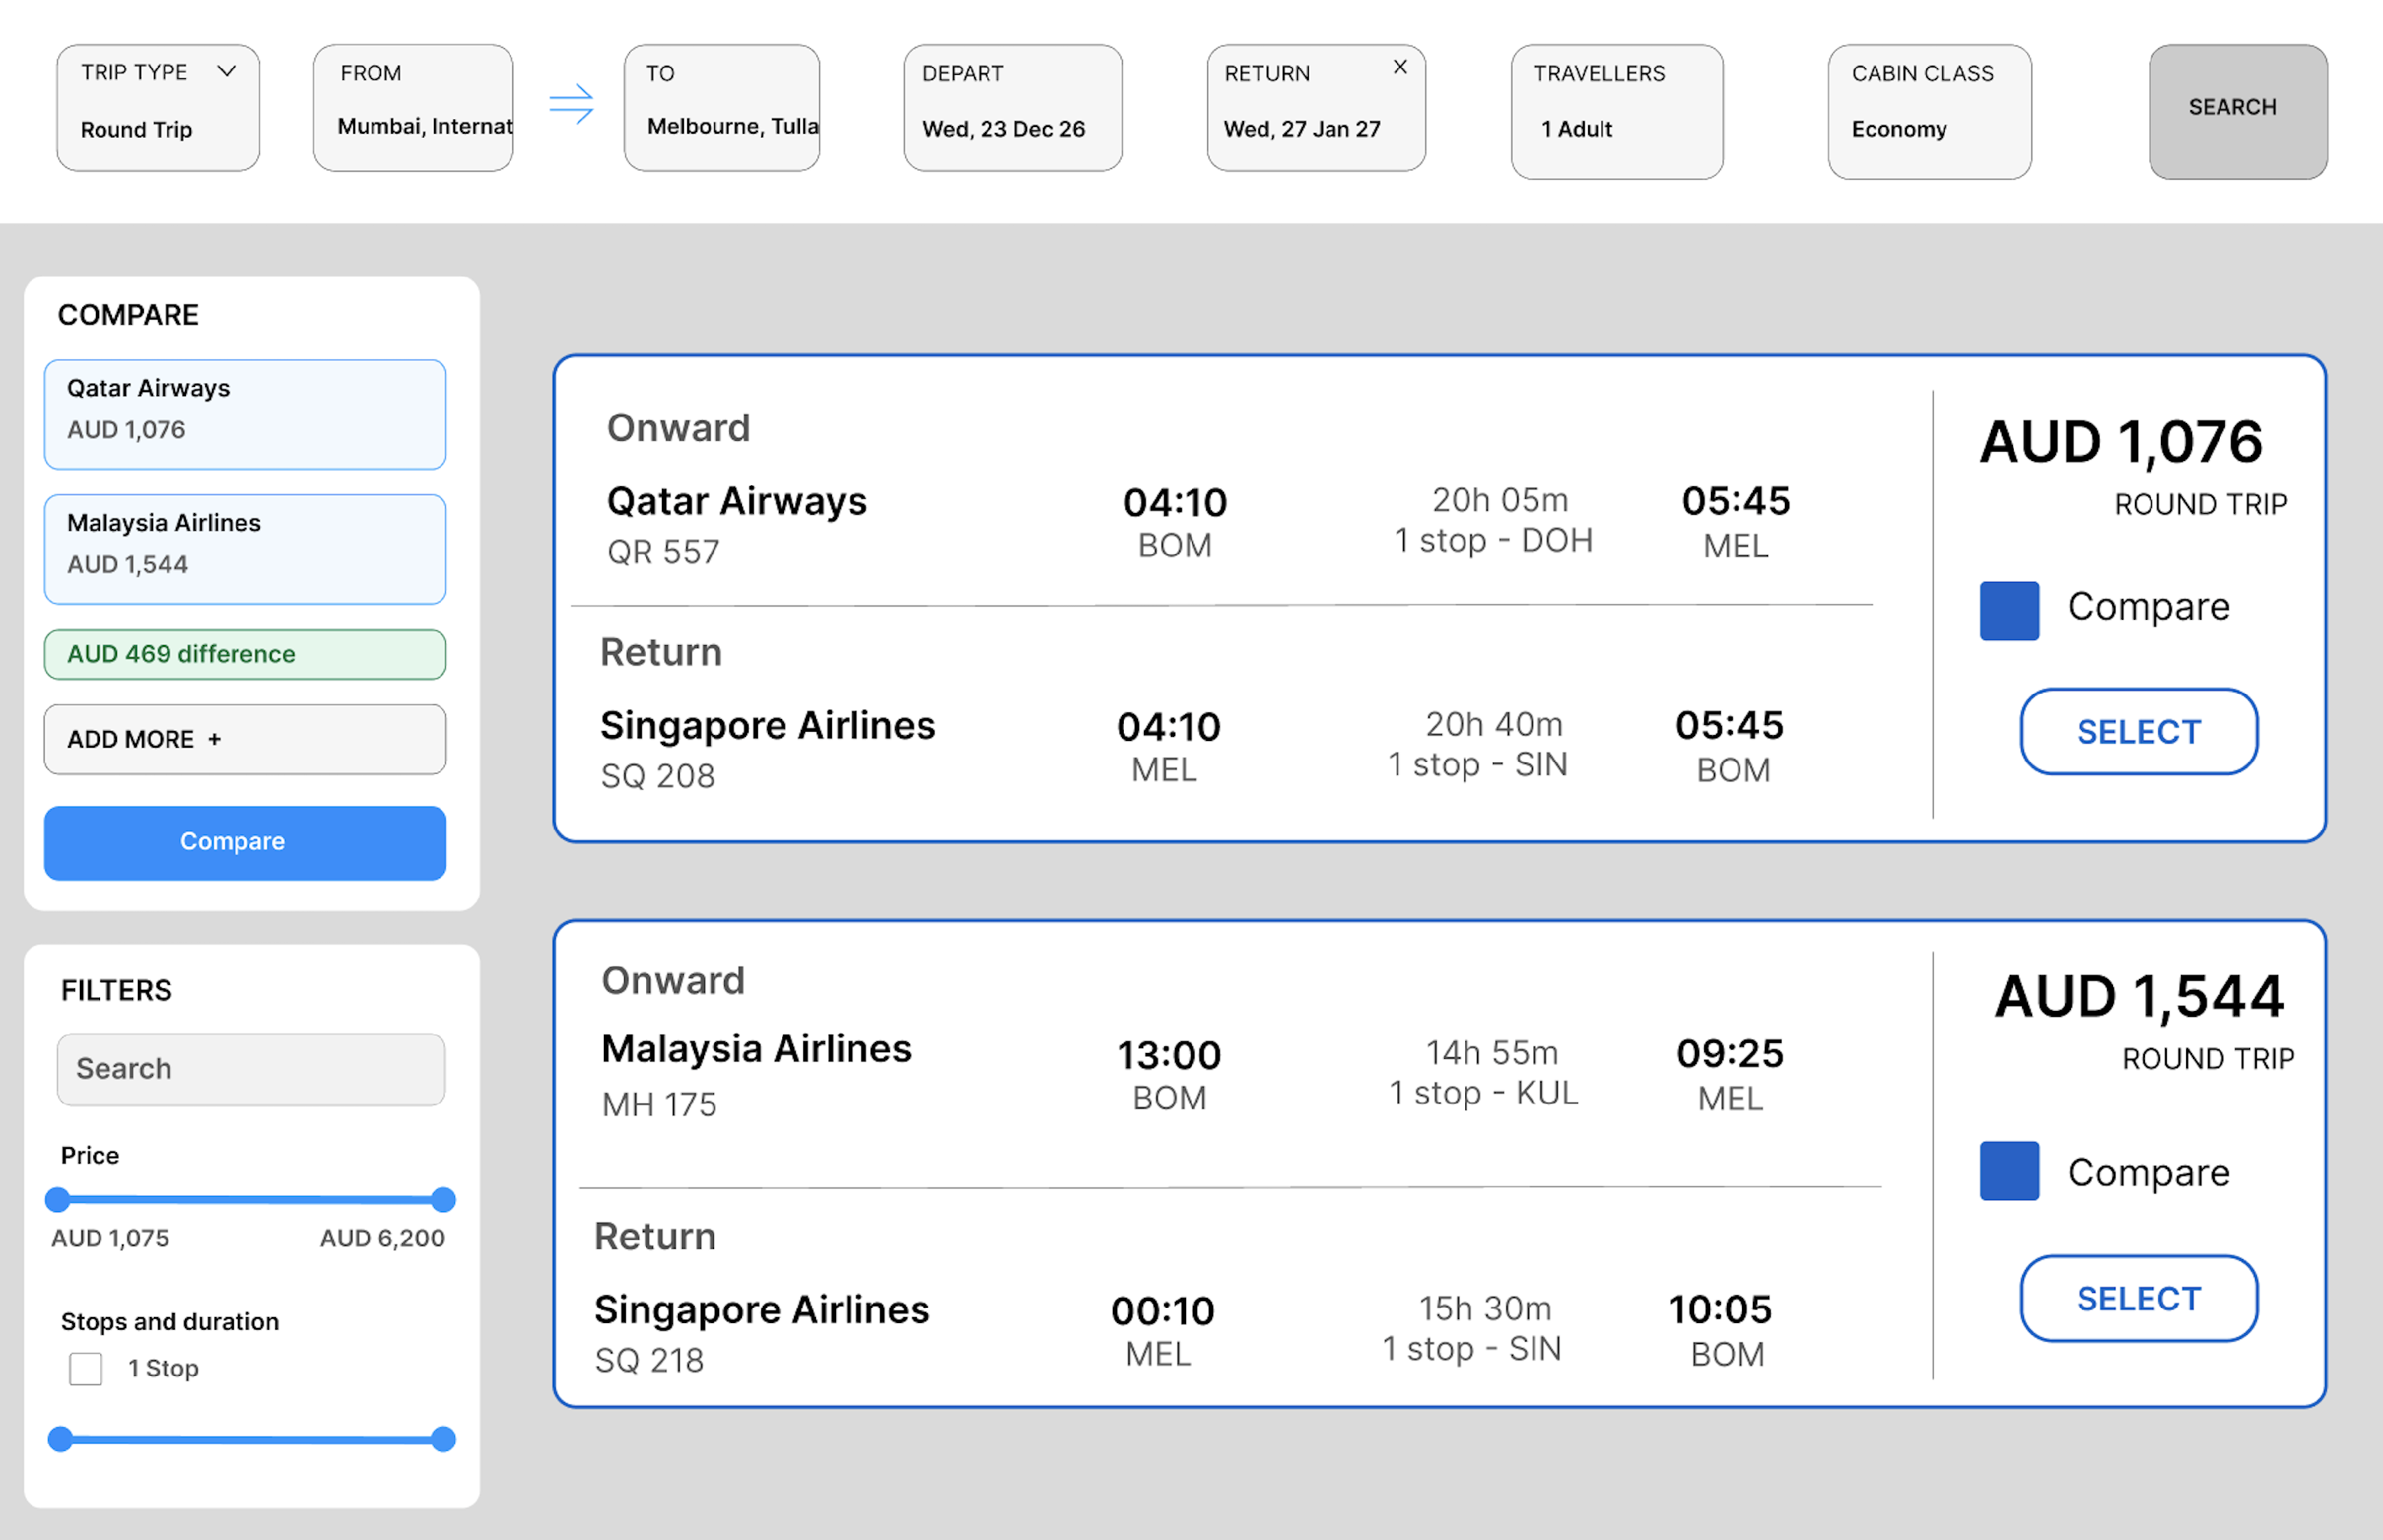 TRIP TYPE
Round Trip
FROM
Mumbai, Internat
TO
Melbourne, Tulla
DEPART
Wed, 23 Dec 26
RETURN X
Wed, 27 Jan 27
TRAVELLERS
1 Adult
CABIN CLASS
Economy
SEARCH
COMPARE
Qatar Airways
AUD 1,076
Malaysia Airlines
AUD 1,544
AUD 469 difference
ADD MORE +
Compare
FILTERS
Search
Price
AUD 1,075 AUD 6,200
Stops and duration
1 Stop
Onward
Qatar Airways
QR 557
04:10
BOM
20h 05m
1 stop - DOH
05:45
MEL
Return
Singapore Airlines
SQ 208
04:10
MEL
20h 40m
1 stop - SIN
05:45
BOM
AUD 1,076
ROUND TRIP
Compare
SELECT
Onward
Malaysia Airlines
MH 175
13:00
BOM
14h 55m
1 stop - KUL
09:25
MEL
Return
Singapore Airlines
SQ 218
00:10
MEL
15h 30m
1 stop - SIN
10:05
BOM
AUD 1,544
ROUND TRIP
Compare
SELECT